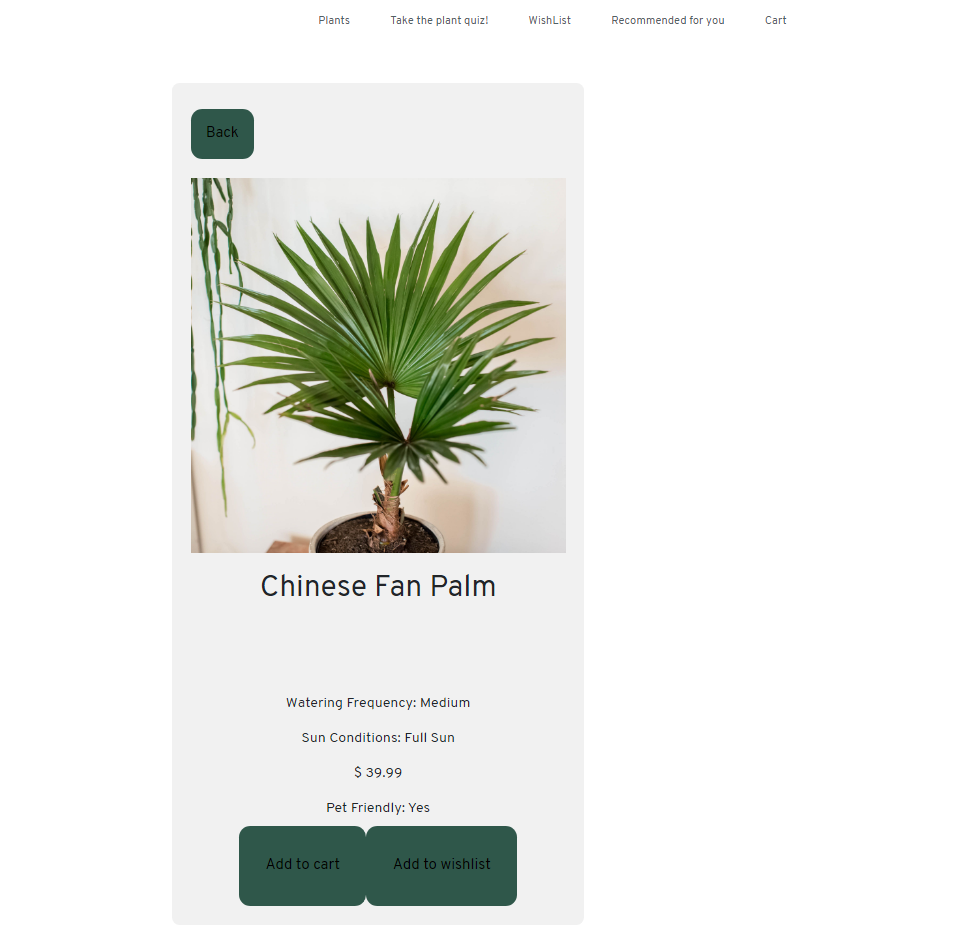 Plants Take the plant quiz! WishList Recommended for you Cart
Back
Chinese Fan Palm
Watering Frequency: Medium
Sun Conditions: Full Sun
$ 39.99
Pet Friendly: Yes
Add to cart Add to wishlist